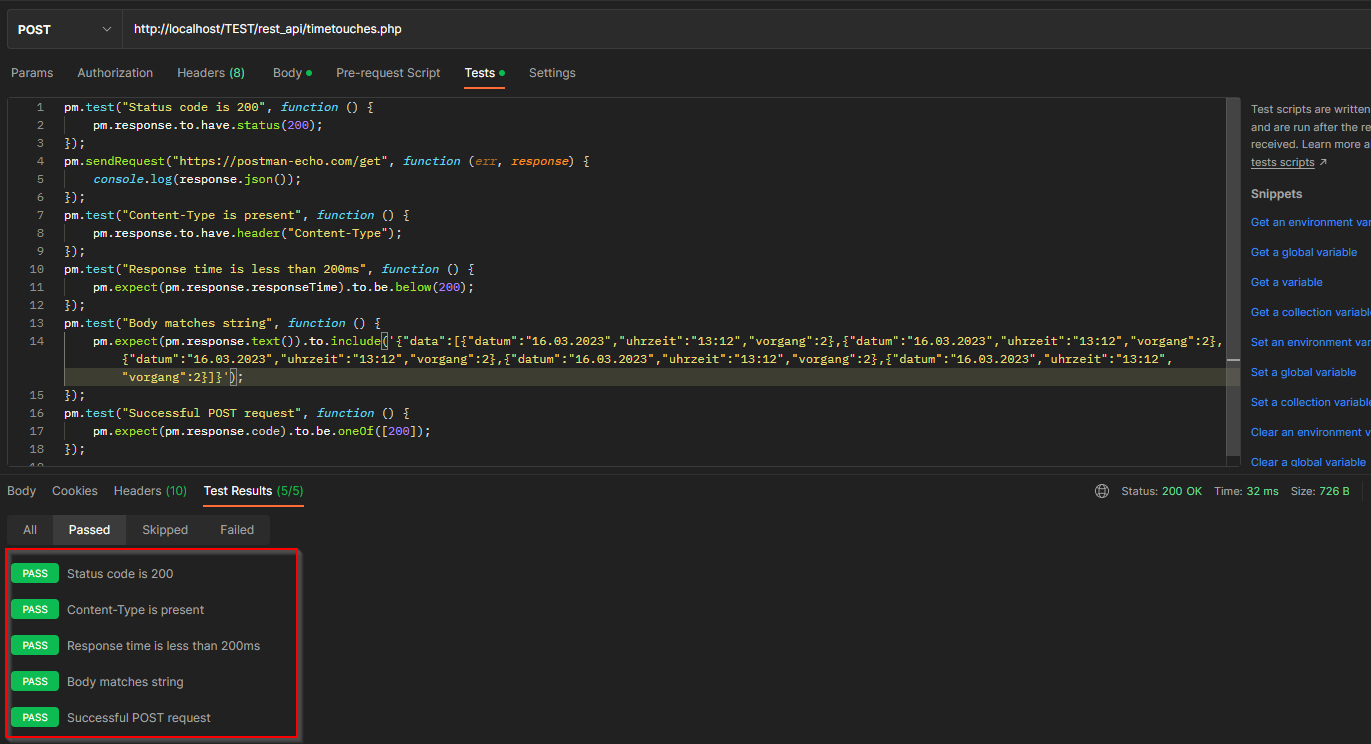 POST http://localhost/TEST/rest_api/timetouches.php
Params Authorization Headers (8) Body Pre-request Script Tests Settings
1 pm.test("Status code is 200", function () {
2 pm.response.to.have.status(200);
3 });
4 pm.sendRequest("https://postman-echo.com/get", function (err, response) {
5 console.log(response.json());
6 });
7 pm.test("Content-Type is present", function () {
8 pm.response.to.have.header("Content-Type");
9 });
10 pm.test("Response time is less than 200ms", function () {
11 pm.expect(pm.response.responseTime).to.be.below(200);
12 });
13 pm.test("Body matches string", function () {
14 pm.expect(pm.response.text()).to.include('{"data":[{"datum":"16.03.2023","uhrzeit":"13:12","vorgang":2},{"datum":"16.03.2023","uhrzeit":"13:12","vorgang":2},
{"datum":"16.03.2023","uhrzeit":"13:12","vorgang":2},{"datum":"16.03.2023","uhrzeit":"13:12","vorgang":2},{"datum":"16.03.2023","uhrzeit":"13:12",
"vorgang":2}]}');
15 });
16 pm.test("Successful POST request", function () {
17 pm.expect(pm.response.code).to.be.oneOf([200]);
18 });
Test scripts are written
and are run after the re
received. Learn more a
tests scripts ↗
Snippets
Get an environment var
Get a global variable
Get a variable
Get a collection variabl
Set an environment var
Set a global variable
Set a collection variable
Clear an environment v
Clear a global variable
Body Cookies Headers (10) Test Results (5/5) Status: 200 OK Time: 32 ms Size: 726 B
All Passed Skipped Failed
PASS Status code is 200
PASS Content-Type is present
PASS Response time is less than 200ms
PASS Body matches string
PASS Successful POST request